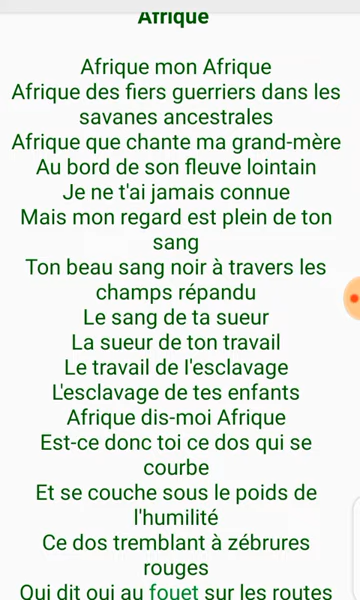 Afrique
Afrique mon Afrique
Afrique des fiers guerriers dans les
savanes ancestrales
Afrique que chante ma grand-mère
Au bord de son fleuve lointain
Je ne t'ai jamais connue
Mais mon regard est plein de ton
sang
Ton beau sang noir à travers les
champs répandu
Le sang de ta sueur
La sueur de ton travail
Le travail de l'esclavage
L'esclavage de tes enfants
Afrique dis-moi Afrique
Est-ce donc toi ce dos qui se
courbe
Et se couche sous le poids de
l'humilité
Ce dos tremblant à zébrures
rouges
Qui dit oui au fouet sur les routes